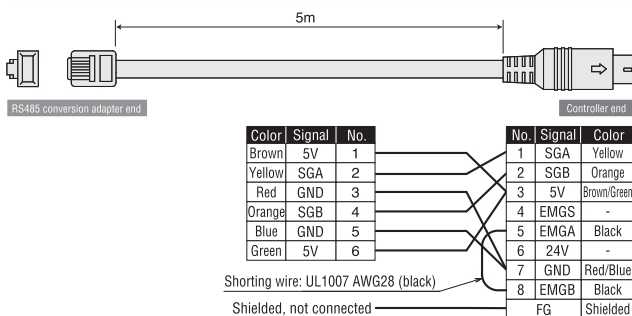 5m
RS485 conversion adapter end
Controller end
Color Signal No.
Brown 5V 1
Yellow SGA 2
Red GND 3
Orange SGB 4
Blue GND 5
Green 5V 6
No. Signal Color
1 SGA Yellow
2 SGB Orange
3 5V Brown/Green
4 EMGS -
5 EMGA Black
6 24V -
7 GND Red/Blue
8 EMGB Black
FG Shielded
Shorting wire: UL1007 AWG28 (black)
Shielded, not connected